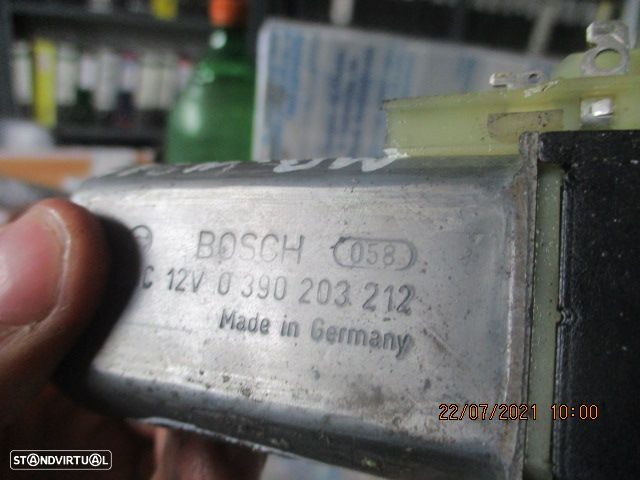 BOSCH 058
C 12V 0 390 203 212
Made in Germany
22/07/2021 10:00
STANDVIRTUAL